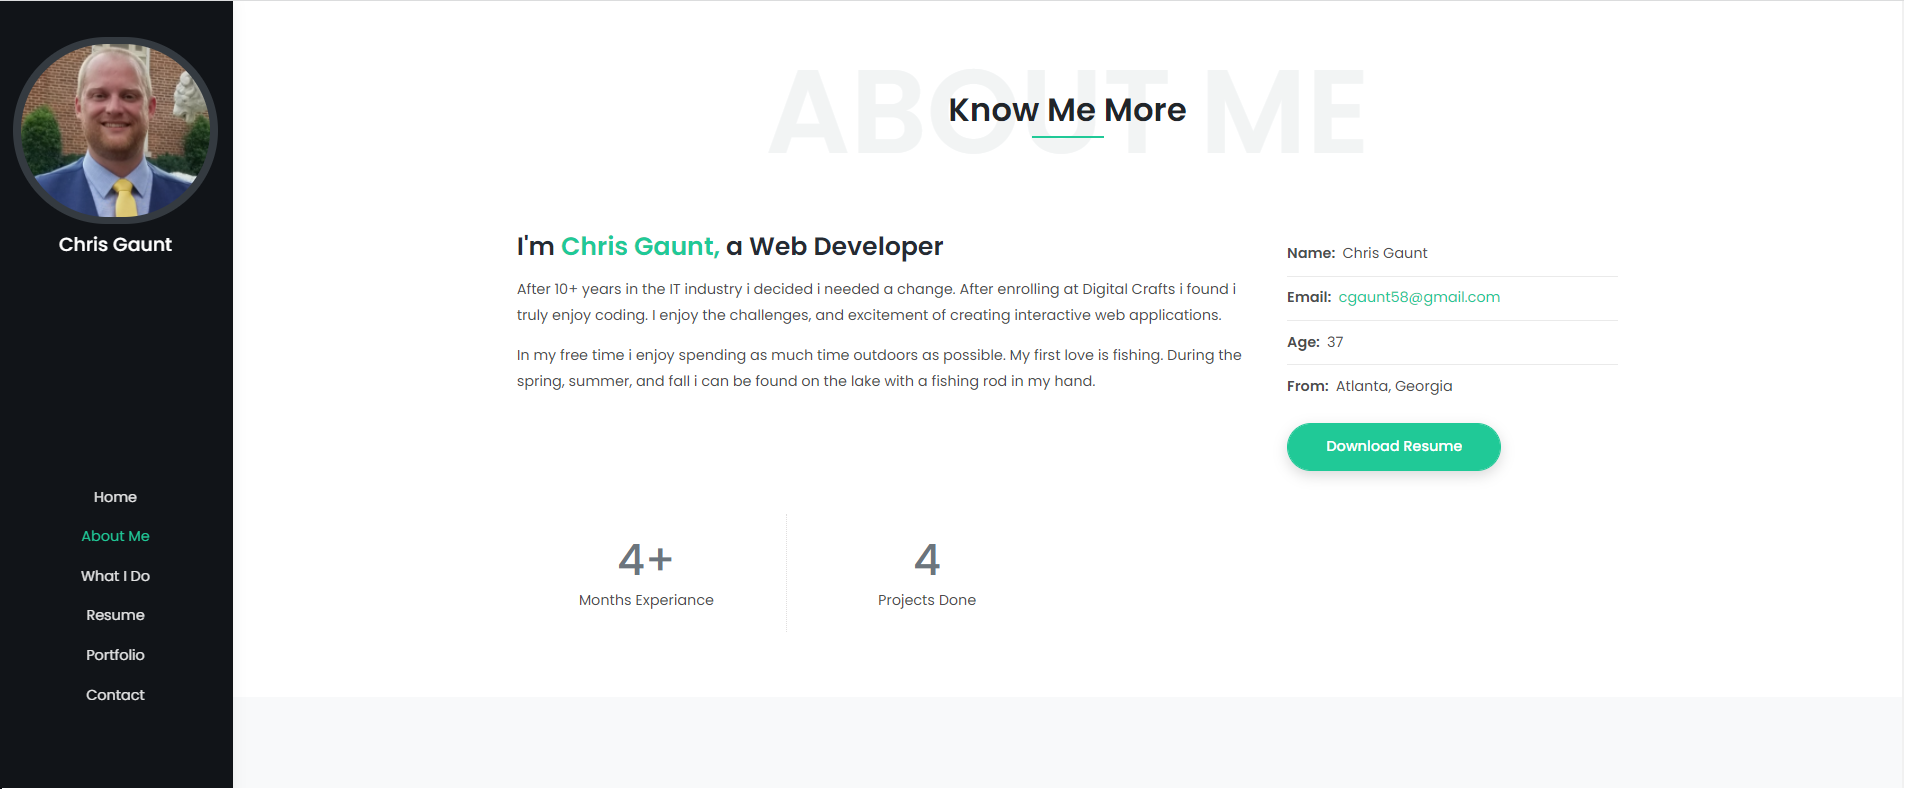 Chris Gaunt
Home
About Me
What I Do
Resume
Portfolio
Contact
ABOUT ME
Know Me More
I'm Chris Gaunt, a Web Developer
After 10+ years in the IT industry i decided i needed a change. After enrolling at Digital Crafts i found i
truly enjoy coding. I enjoy the challenges, and excitement of creating interactive web applications.
In my free time i enjoy spending as much time outdoors as possible. My first love is fishing. During the
spring, summer, and fall i can be found on the lake with a fishing rod in my hand.
Name: Chris Gaunt
Email: cgaunt58@gmail.com
Age: 37
From: Atlanta, Georgia
Download Resume
4+
Months Experiance
4
Projects Done